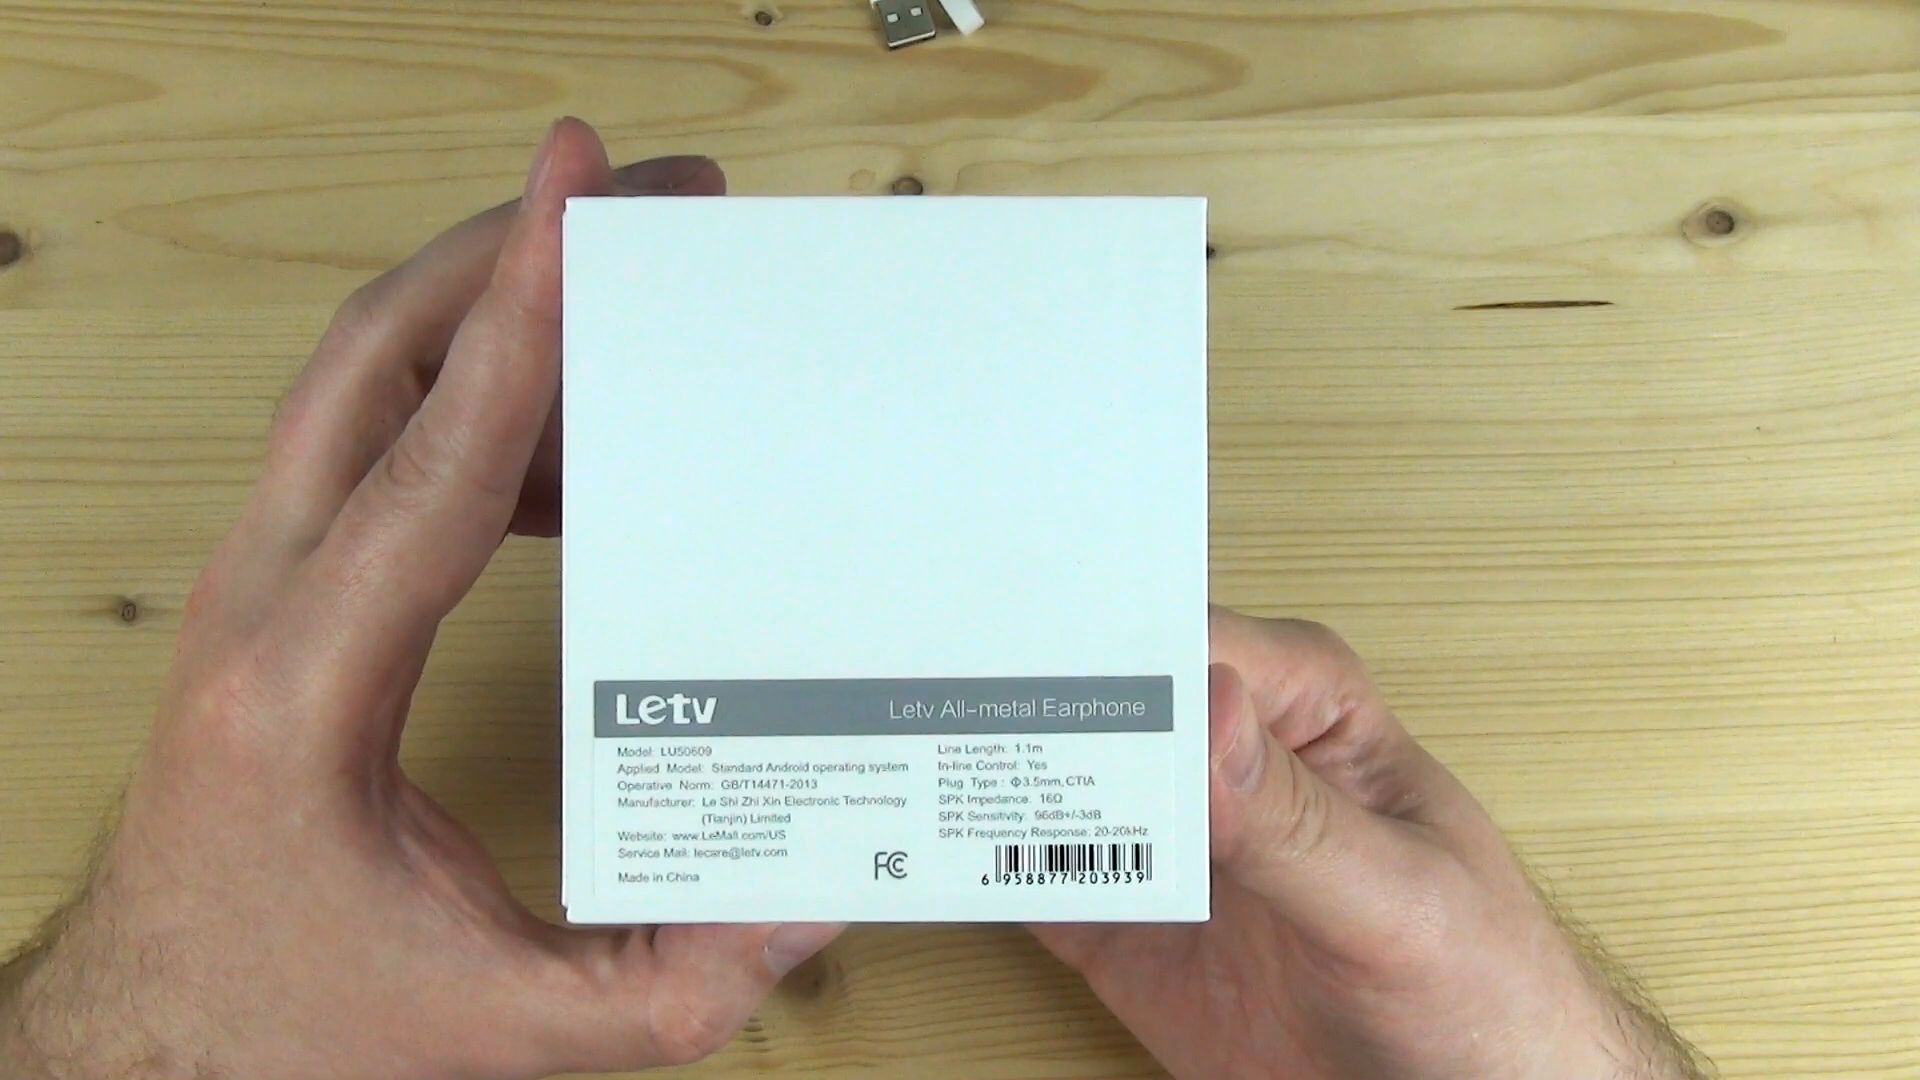 Letv Letv All-metal Earphone
Model: LU50609
Applied Model: Standard Android operating system
Operative Norm: GB/T14471-2013
Manufacturer: Le Shi Zhi Xin Electronic Technology
(Tianjin) Limited
Website: www.LeMall.com/US
Service Mail: lecare@letv.com
Made in China
Line Length: 1.1m
In-line Control: Yes
Plug Type : Φ3.5mm, CTIA
SPK Impedance: 16Ω
SPK Sensitivity: 96dB+/-3dB
SPK Frequency Response: 20-20kHz
FC
6 958877 203939